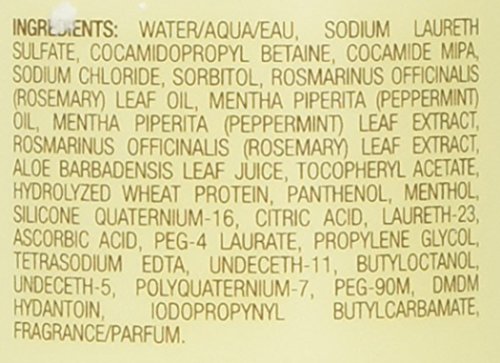 INGREDIENTS: WATER/AQUA/EAU, SODIUM LAURETH
SULFATE, COCAMIDOPROPYL BETAINE, COCAMIDE MIPA,
SODIUM CHLORIDE, SORBITOL, ROSMARINUS OFFICINALIS
(ROSEMARY) LEAF OIL, MENTHA PIPERITA (PEPPERMINT)
OIL, MENTHA PIPERITA (PEPPERMINT) LEAF EXTRACT,
ROSMARINUS OFFICINALIS (ROSEMARY) LEAF EXTRACT,
ALOE BARBADENSIS LEAF JUICE, TOCOPHERYL ACETATE,
HYDROLYZED WHEAT PROTEIN, PANTHENOL, MENTHOL,
SILICONE QUATERNIUM-16, CITRIC ACID, LAURETH-23,
ASCORBIC ACID, PEG-4 LAURATE, PROPYLENE GLYCOL,
TETRASODIUM EDTA, UNDECETH-11, BUTYLOCTANOL,
UNDECETH-5, POLYQUATERNIUM-7, PEG-90M, DMDM
HYDANTOIN, IODOPROPYNYL BUTYLCARBAMATE,
FRAGRANCE/PARFUM.